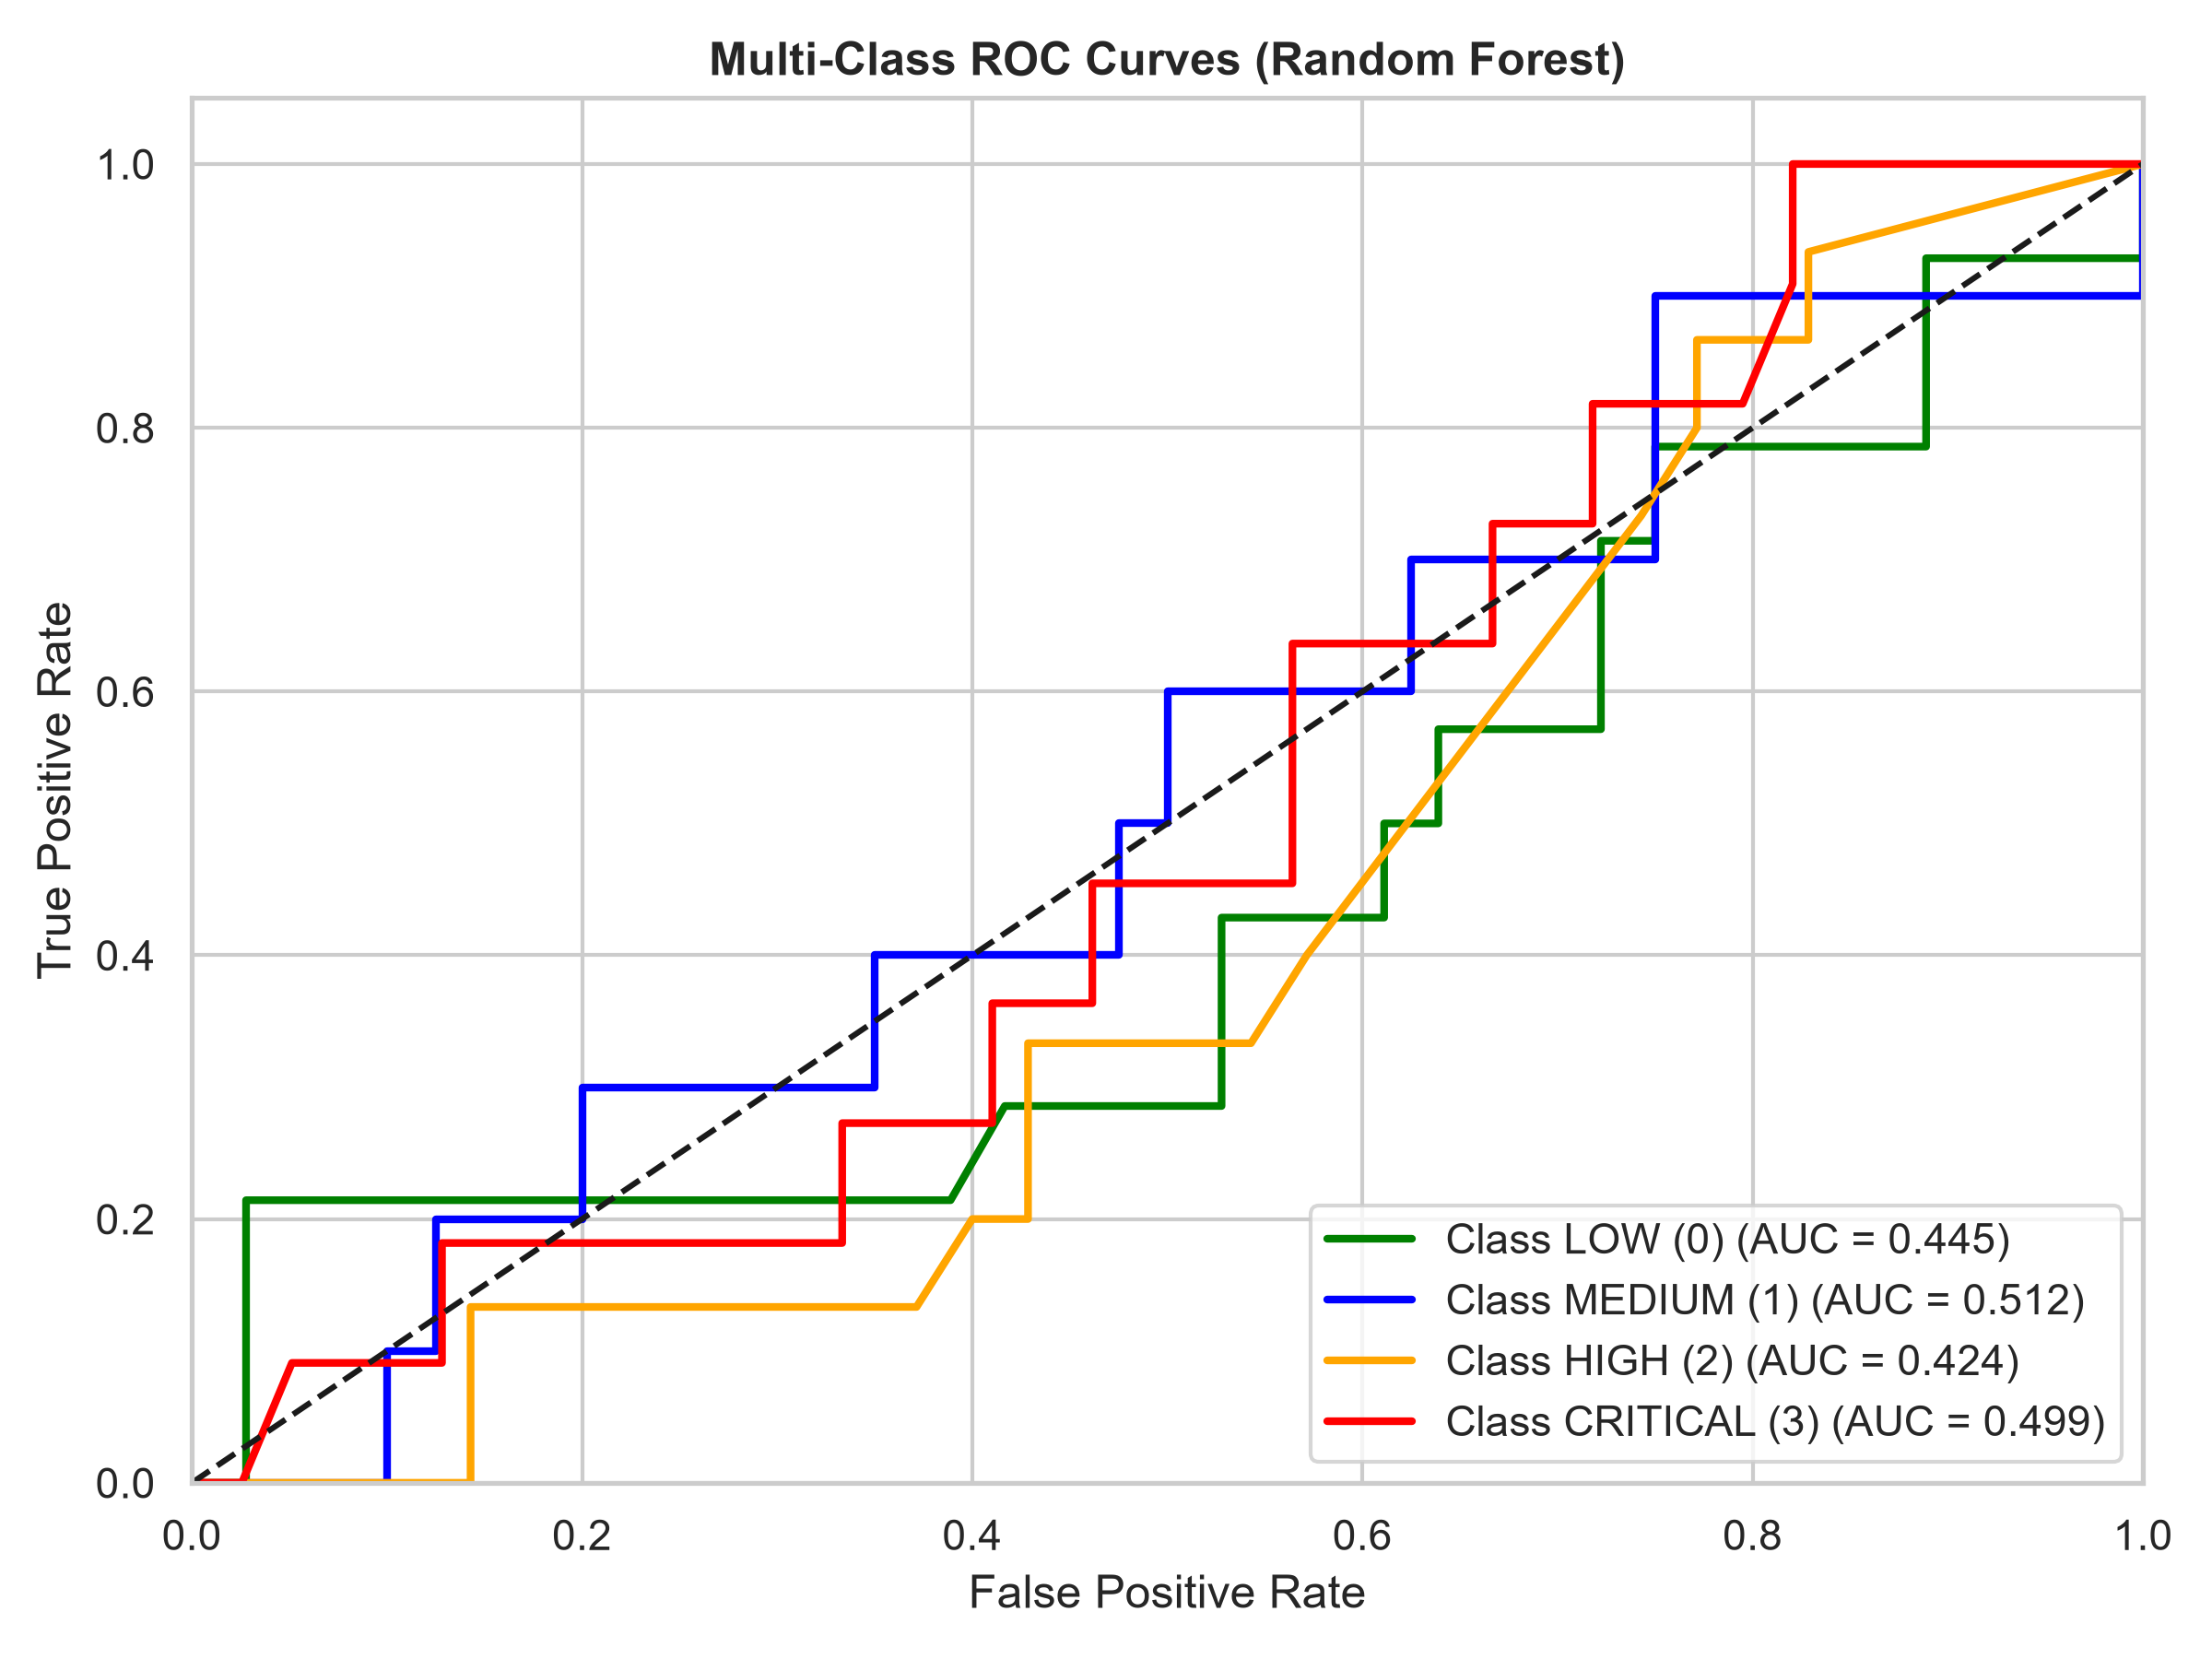 Multi-Class ROC Curves (Random Forest)
True Positive Rate
1.0
0.8
0.6
0.4
0.2
0.0
0.0 0.2 0.4 0.6 0.8 1.0
False Positive Rate
Class LOW (0) (AUC = 0.445)
Class MEDIUM (1) (AUC = 0.512)
Class HIGH (2) (AUC = 0.424)
Class CRITICAL (3) (AUC = 0.499)